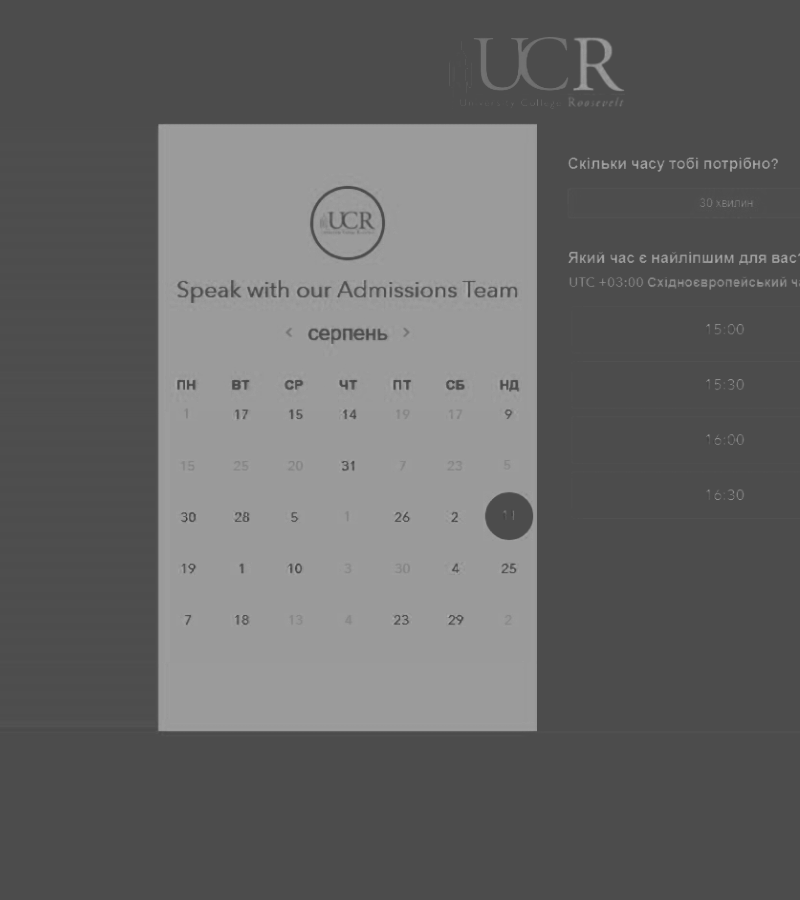 UCR
University College Roosevelt
UCR
Speak with our Admissions Team
серпень
ПН ВТ СР ЧТ ПТ СБ НД
1 17 15 14 19 17 9
15 25 20 31 7 23 5
30 28 5 1 26 2 11
19 1 10 3 30 4 25
7 18 13 4 23 29 2
Скільки часу тобі потрібно?
30 хвилин
Який час є найліпшим для вас?
UTC +03:00 Східноєвропейський
15:00
15:30
16:00
16:30